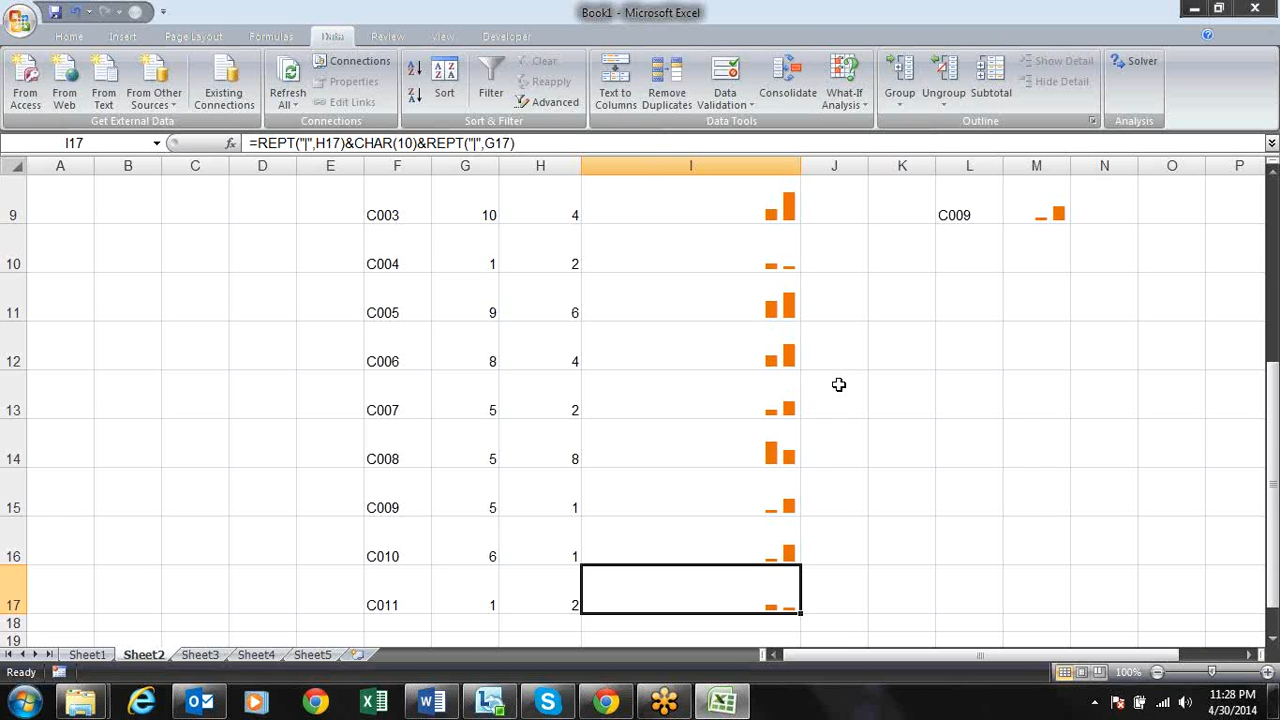 Book1 - Microsoft Excel
Home Insert Page Layout Formulas Data Review View Developer
From Access
From Web
From Text
From Other Sources
Existing Connections
Get External Data
Refresh All
Connections
Properties
Edit Links
Connections
Sort
Filter
Clear
Reapply
Advanced
Sort & Filter
Text to Columns
Remove Duplicates
Data Validation
Consolidate
What-If Analysis
Data Tools
Group
Ungroup
Subtotal
Show Detail
Hide Detail
Outline
Solver
Analysis
I17 fx =REPT("|",H17)&CHAR(10)&REPT("|",G17)
A B C D E F G H I J K L M N O P
9 C003 10 4 C009
10 C004 1 2
11 C005 9 6
12 C006 8 4
13 C007 5 2
14 C008 5 8
15 C009 5 1
16 C010 6 1
17 C011 1 2
18
19
Sheet1 Sheet2 Sheet3 Sheet4 Sheet5
Ready 100%
11:28 PM
4/30/2014